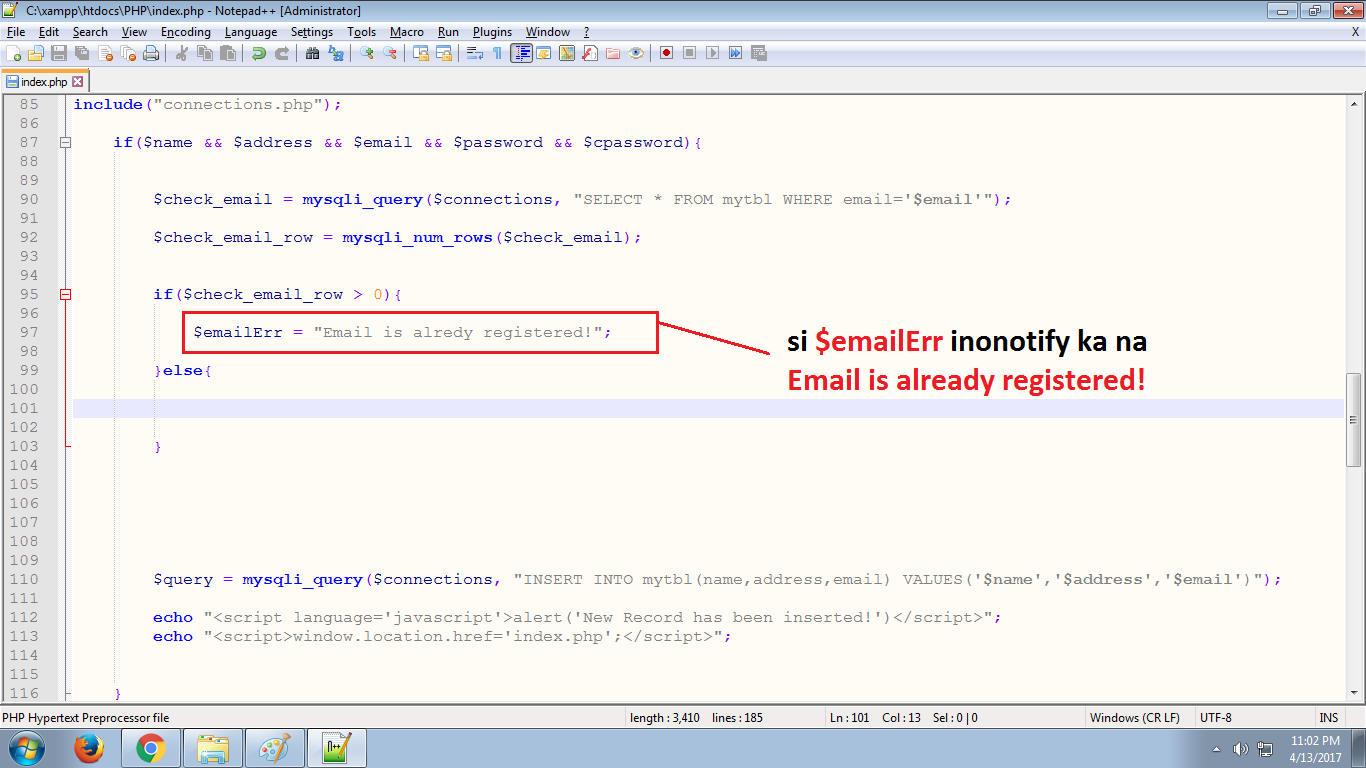 C:\xampp\htdocs\PHP\index.php - Notepad++ [Administrator]
File Edit Search View Encoding Language Settings Tools Macro Run Plugins Window ? X
index.php
85 include("connections.php");
86
87 if($name && $address && $email && $password && $cpassword){
88
89
90 $check_email = mysqli_query($connections, "SELECT * FROM mytbl WHERE email='$email'");
91
92 $check_email_row = mysqli_num_rows($check_email);
93
94
95 if($check_email_row > 0){
96
97 $emailErr = "Email is alredy registered!";
98
99 }else{
100
101
102
103 }
104
105
106
107
108
109
110 $query = mysqli_query($connections, "INSERT INTO mytbl(name,address,email) VALUES('$name','$address','$email')");
111
112 echo "<script language='javascript'>alert('New Record has been inserted!')</script>";
113 echo "<script>window.location.href='index.php';</script>";
114
115
116 }
si $emailErr inonotify ka na
Email is already registered!
PHP Hypertext Preprocessor file length : 3,410 lines : 185 Ln : 101 Col : 13 Sel : 0 | 0 Windows (CR LF) UTF-8 INS
11:02 PM
4/13/2017